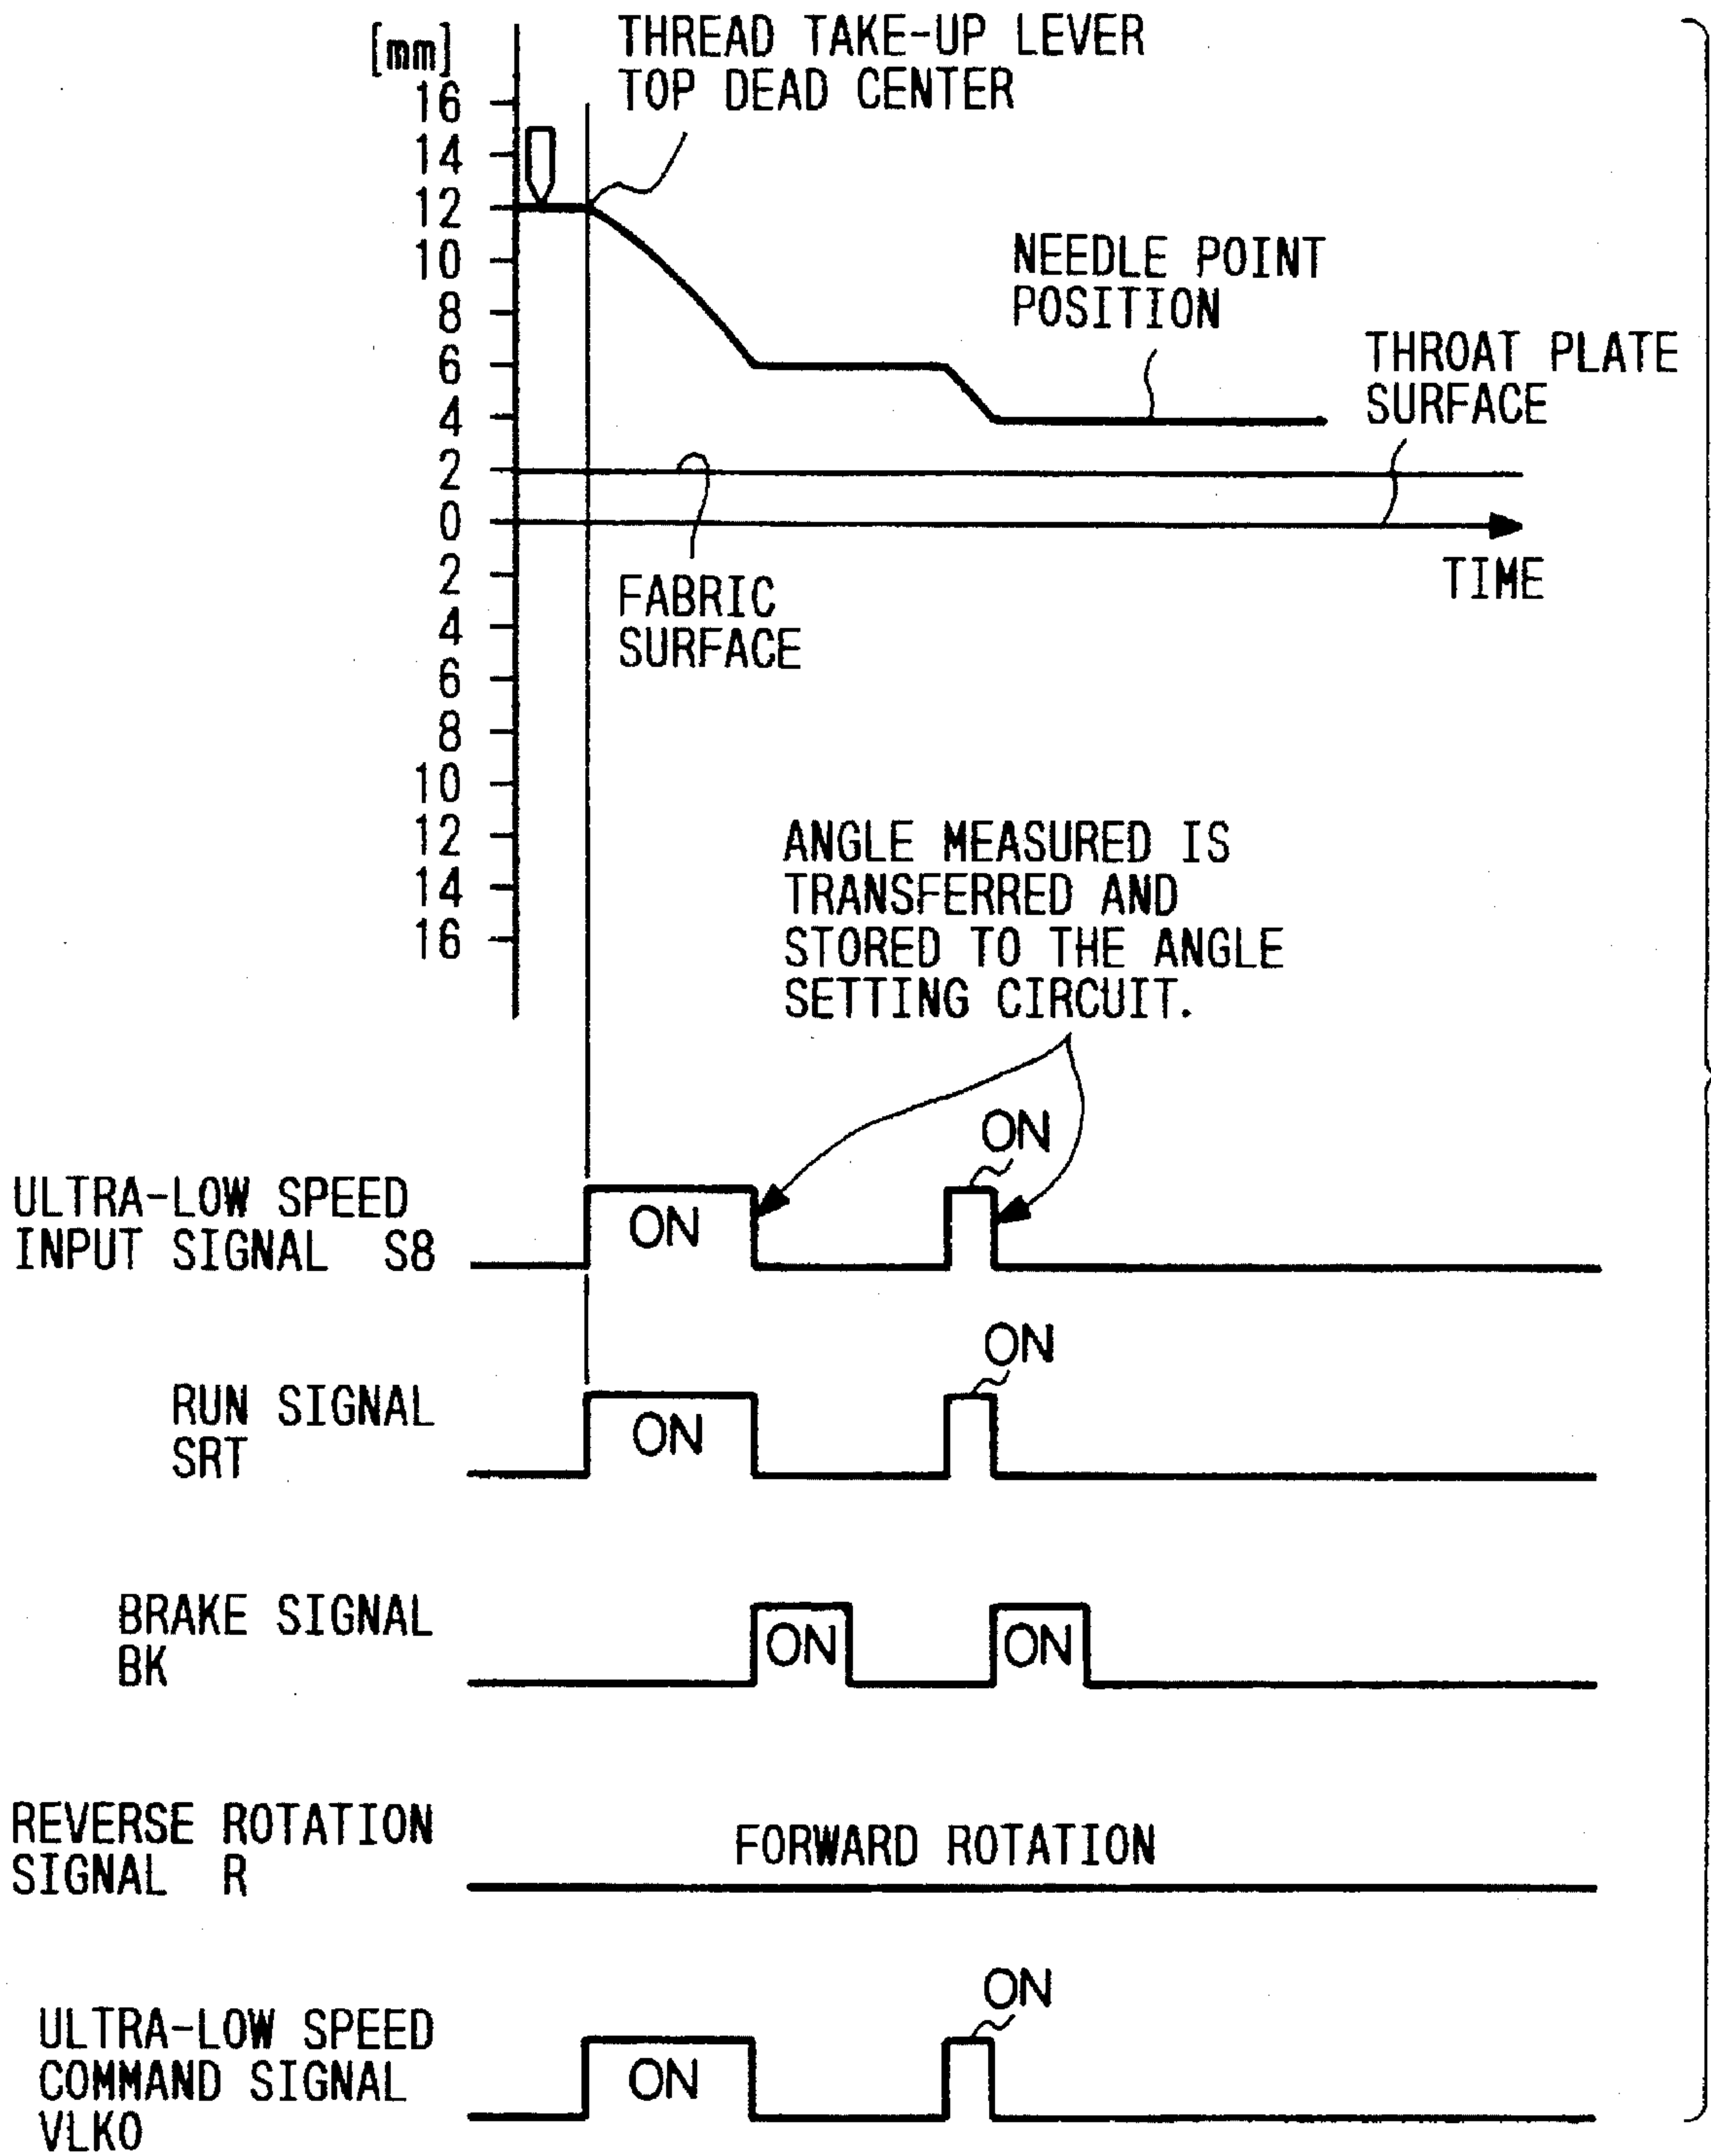 [mm]
THREAD TAKE-UP LEVER
TOP DEAD CENTER
16
14
12
10
8
6
4
2
0
2
4
6
8
10
12
14
16
NEEDLE POINT
POSITION
THROAT PLATE
SURFACE
TIME
FABRIC
SURFACE
ANGLE MEASURED IS
TRANSFERRED AND
STORED TO THE ANGLE
SETTING CIRCUIT.
ULTRA-LOW SPEED
INPUT SIGNAL S8
ON
ON
RUN SIGNAL
SRT
ON
ON
BRAKE SIGNAL
BK
ON
ON
REVERSE ROTATION
SIGNAL R
FORWARD ROTATION
ULTRA-LOW SPEED
COMMAND SIGNAL
VLKO
ON
ON